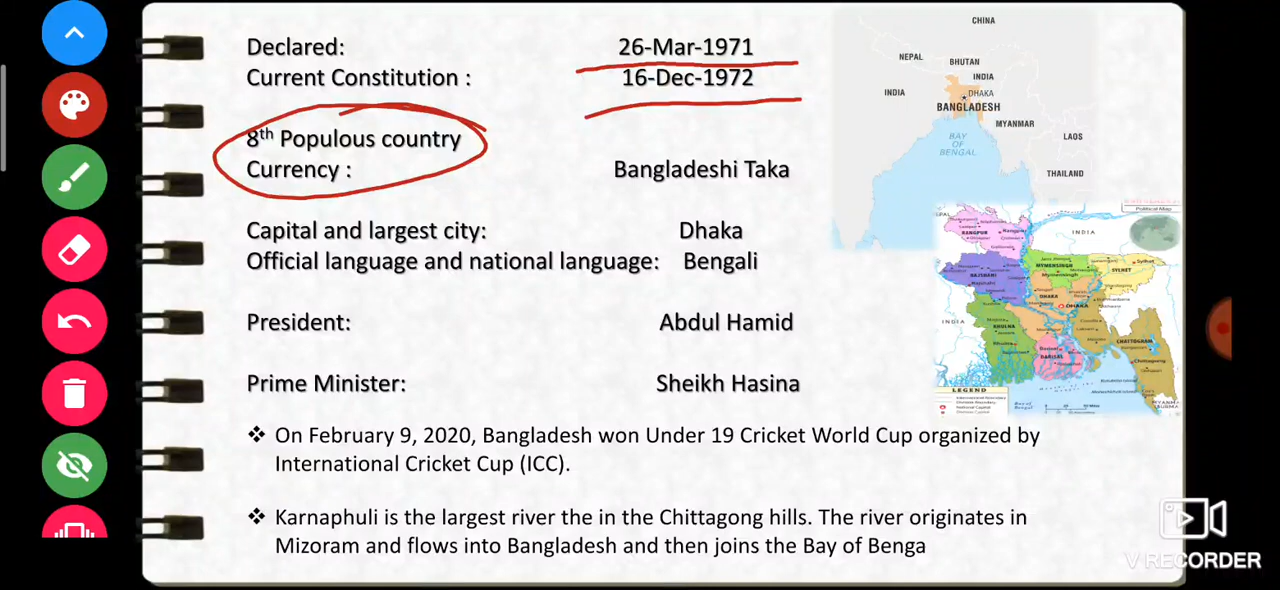 Declared: 26-Mar-1971
Current Constitution : 16-Dec-1972
8th Populous country
Currency : Bangladeshi Taka
Capital and largest city: Dhaka
Official language and national language: Bengali
President: Abdul Hamid
Prime Minister: Sheikh Hasina
❖ On February 9, 2020, Bangladesh won Under 19 Cricket World Cup organized by
International Cricket Cup (ICC).
❖ Karnaphuli is the largest river the in the Chittagong hills. The river originates in
Mizoram and flows into Bangladesh and then joins the Bay of Benga
CHINA
NEPAL
BHUTAN
INDIA
INDIA
DHAKA
BANGLADESH
MYANMAR
BAY
OF
BENGAL
LAOS
THAILAND
Political Map
INDIA
RANGPUR
MYMENSINGH
SYLHET
RAJSHAHI
DHAKA
DHAKA
INDIA
KHULNA
BARISAL
CHATTOGRAM
LEGEND
V RECORDER